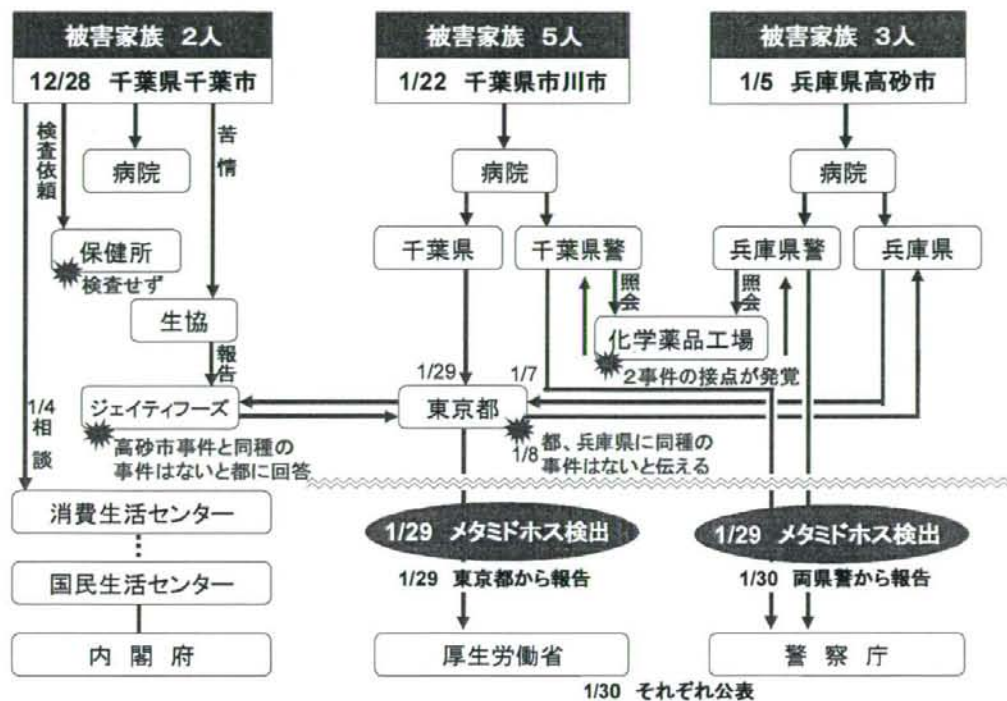 被害家族 2人
12/28 千葉県千葉市
被害家族 5人
1/22 千葉県市川市
被害家族 3人
1/5 兵庫県高砂市
検査依頼
苦情
病院
病院
病院
保健所
検査せず
千葉県
千葉県警
兵庫県警
兵庫県
照会
照会
生協
化学薬品工場
2事件の接点が発覚
報告
1/29
1/7
ジェイティフーズ
東京都
1/4
相談
高砂市事件と同種の
事件はないと都に回答
1/8
都、兵庫県に同種の
事件はないと伝える
消費生活センター
国民生活センター
内閣府
1/29 メタミドホス検出
1/29 メタミドホス検出
1/29 東京都から報告
1/30 両県警から報告
厚生労働省
警察庁
1/30 それぞれ公表